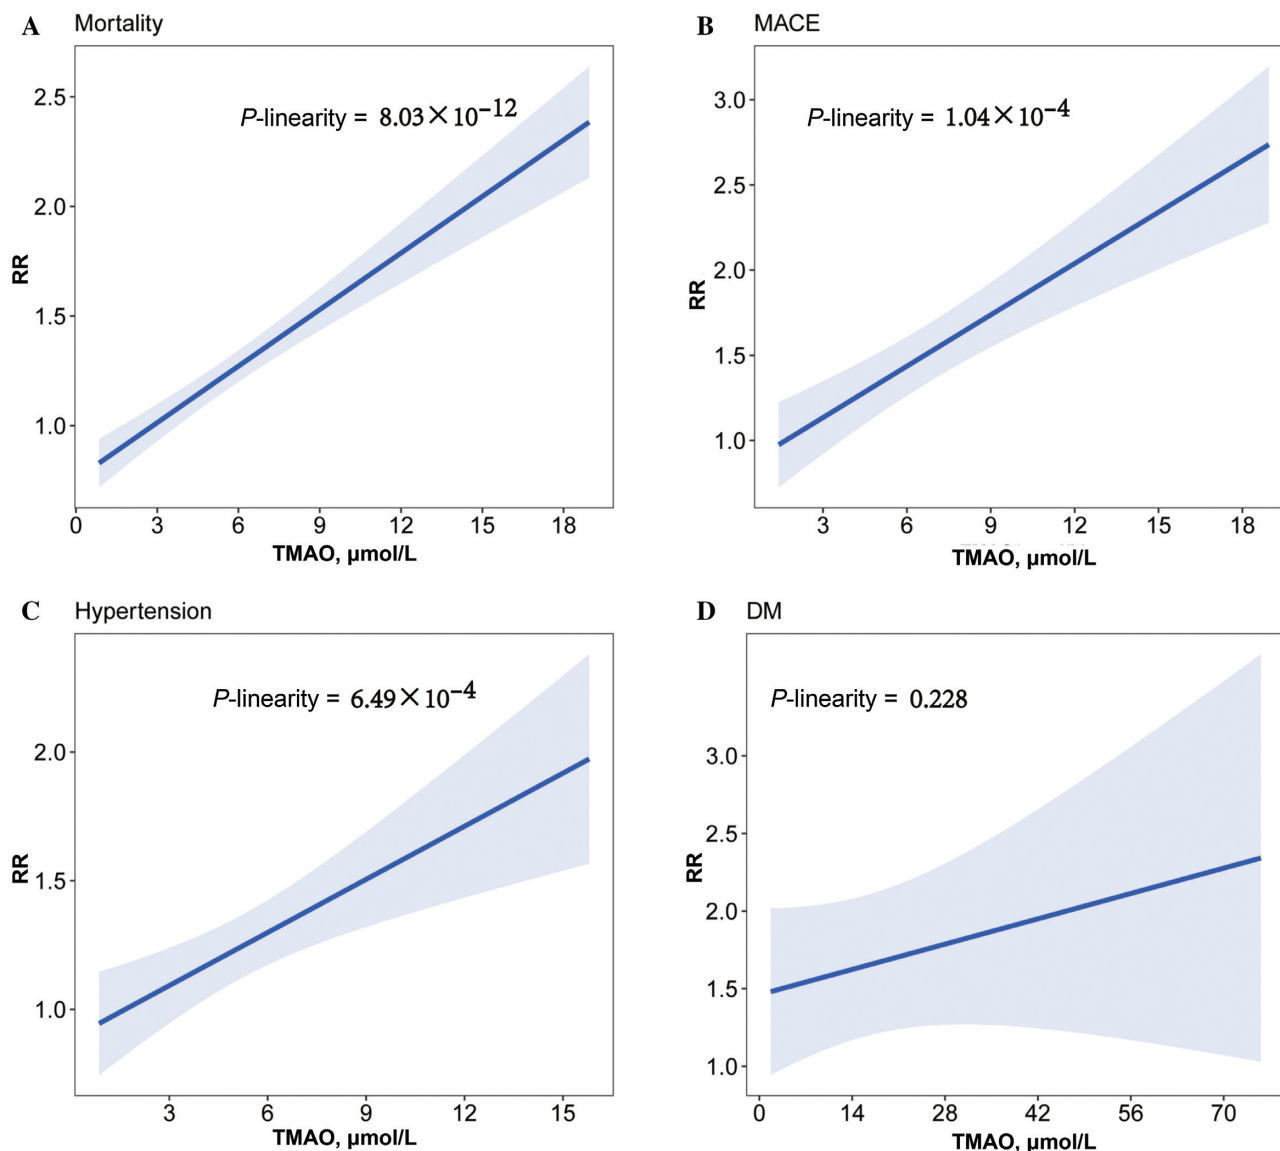 A Mortality
P-linearity = 8.03×10⁻¹²
2.5
2.0
1.5
1.0
RR
0 3 6 9 12 15 18
TMAO, μmol/L
B MACE
P-linearity = 1.04×10⁻⁴
3.0
2.5
2.0
1.5
1.0
RR
3 6 9 12 15 18
TMAO, μmol/L
C Hypertension
P-linearity = 6.49×10⁻⁴
2.0
1.5
1.0
RR
3 6 9 12 15
TMAO, μmol/L
D DM
P-linearity = 0.228
3.0
2.5
2.0
1.5
1.0
RR
0 14 28 42 56 70
TMAO, μmol/L